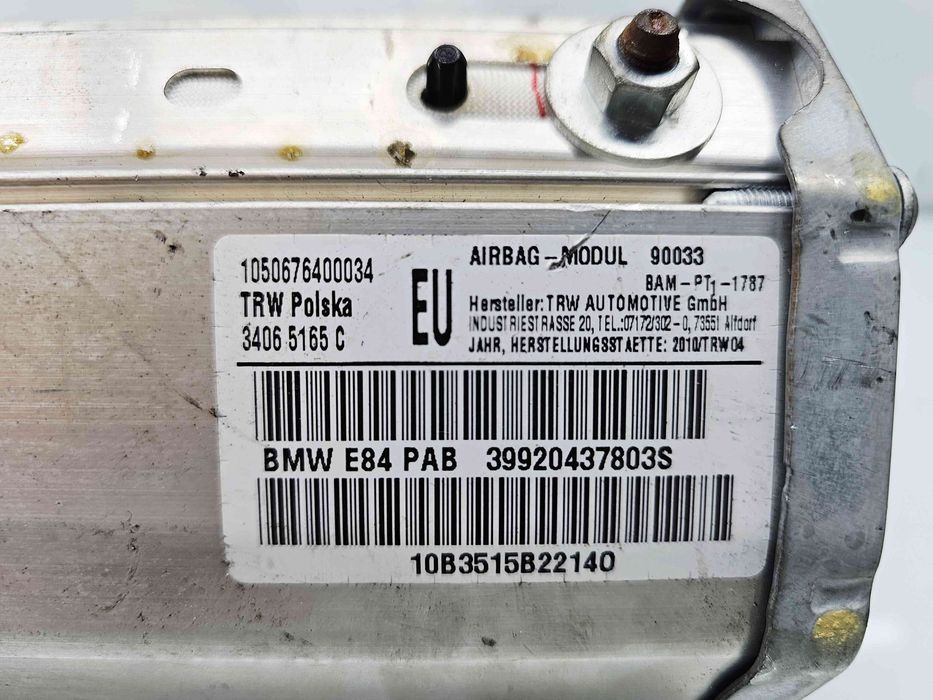 1050676400034
TRW Polska
3406 5165 C
EU
AIRBAG-MODUL 90033
BAM-PT1-1787
Hersteller: TRW AUTOMOTIVE GmbH
INDUSTRIESTRASSE 20, TEL.:07172/302-0, 73551 Alfdorf
JAHR, HERSTELLUNGSSTAETTE: 2010/TRW04
BMW E84 PAB 39920437803S
10B3515B2214O